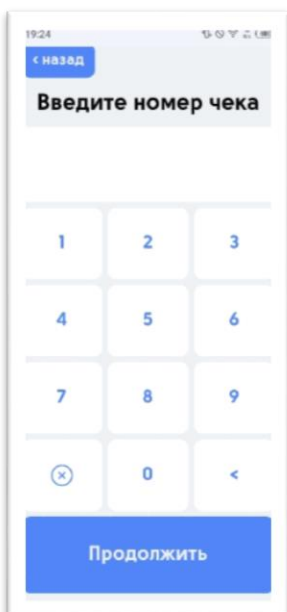 19:24
< назад
Введите номер чека
1 2 3
4 5 6
7 8 9
0 <
Продолжить